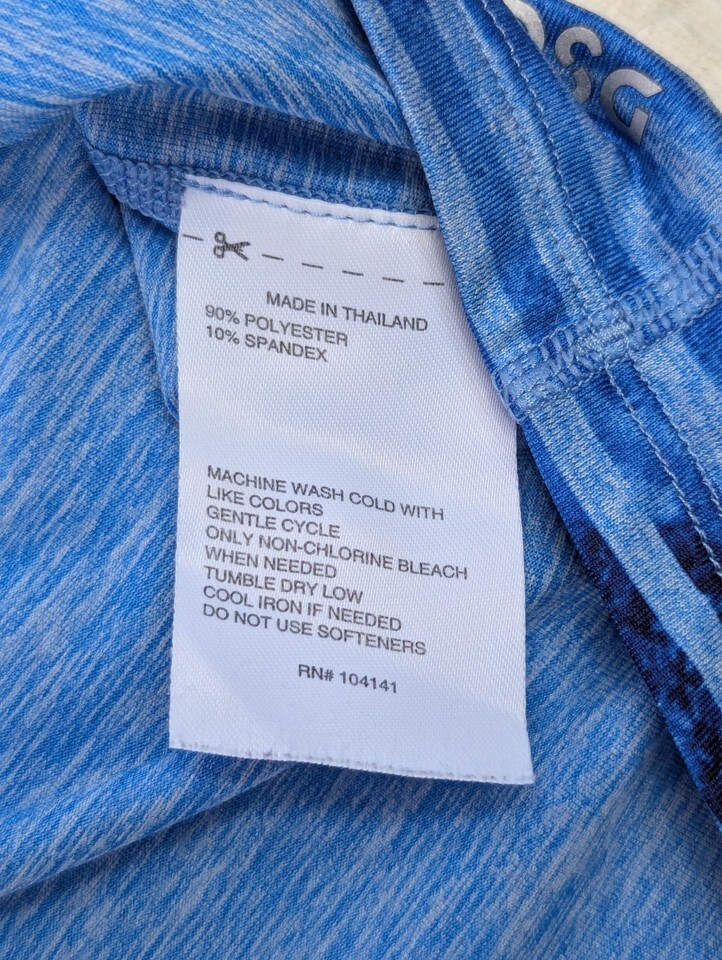 DSG
MADE IN THAILAND
90% POLYESTER
10% SPANDEX
MACHINE WASH COLD WITH
LIKE COLORS
GENTLE CYCLE
ONLY NON-CHLORINE BLEACH
WHEN NEEDED
TUMBLE DRY LOW
COOL IRON IF NEEDED
DO NOT USE SOFTENERS
RN# 104141